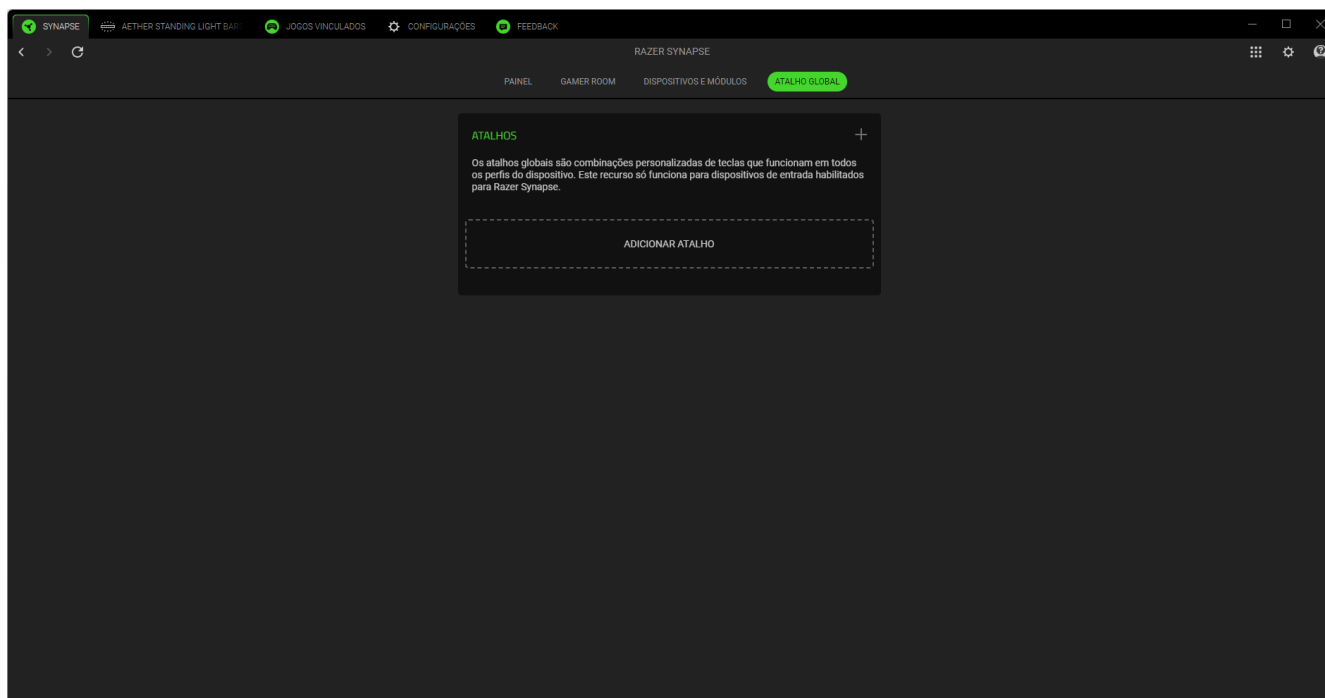 SYNAPSE
AETHER STANDING LIGHT BAR
JOGOS VINCULADOS
CONFIGURAÇÕES
FEEDBACK
RAZER SYNAPSE
PAINEL
GAMER ROOM
DISPOSITIVOS E MÓDULOS
ATALHO GLOBAL
ATALHOS
Os atalhos globais são combinações personalizadas de teclas que funcionam em todos
os perfis do dispositivo. Este recurso só funciona para dispositivos de entrada habilitados
para Razer Synapse.
ADICIONAR ATALHO